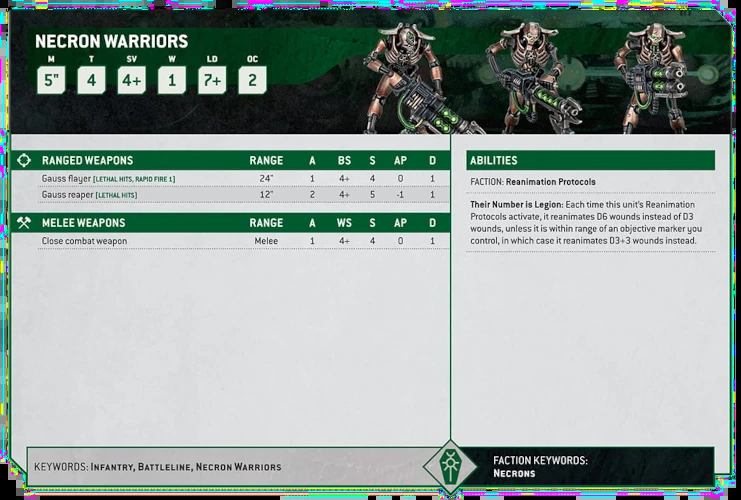 NECRON WARRIORS
M T SV W LD OC
5" 4 4+ 1 7+ 2
RANGED WEAPONS RANGE A BS S AP D
Gauss flayer [LETHAL HITS, RAPID FIRE 1] 24" 1 4+ 4 0 1
Gauss reaper [LETHAL HITS] 12" 2 4+ 5 -1 1
MELEE WEAPONS RANGE A WS S AP D
Close combat weapon Melee 1 4+ 4 0 1
ABILITIES
FACTION: Reanimation Protocols
Their Number is Legion: Each time this unit's Reanimation
Protocols activate, it reanimates D6 wounds instead of D3
wounds, unless it is within range of an objective marker you
control, in which case it reanimates D3+3 wounds instead.
KEYWORDS: INFANTRY, BATTLELINE, NECRON WARRIORS
FACTION KEYWORDS:
NECRONS